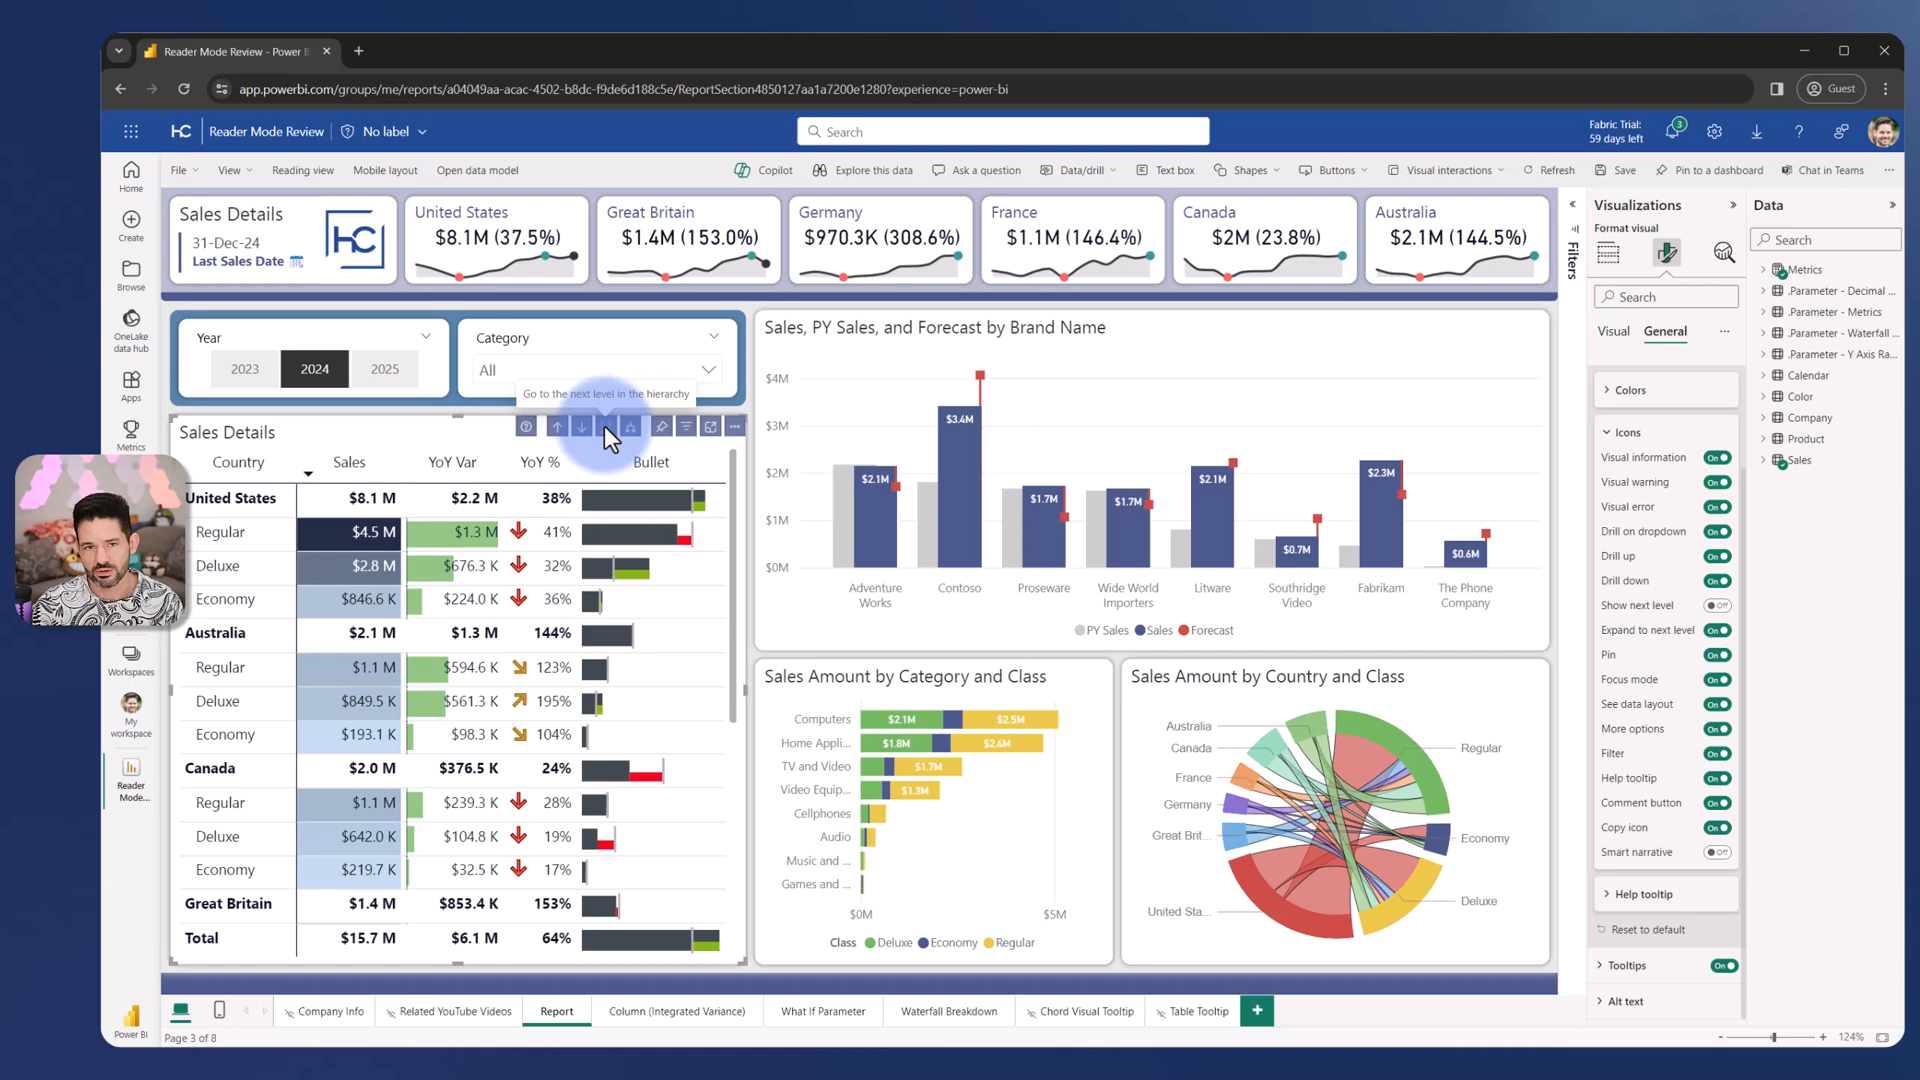 Reader Mode Review - Power B
app.powerbi.com/groups/me/reports/a04049aa-acac-4502-b8dc-f9de6d188c5e/ReportSection4850127aa1a7200e1280?experience=power-bi
Guest
HC
Reader Mode Review
No label
Search
Fabric Trial:
59 days left
3
File
View
Reading view
Mobile layout
Open data model
Copilot
Explore this data
Ask a question
Data/drill
Text box
Shapes
Buttons
Visual interactions
Refresh
Save
Pin to a dashboard
Chat in Teams
Home
Create
Browse
OneLake
data hub
Apps
Metrics
Workspaces
My
workspace
Reader
Mode...
Power BI
Sales Details
31-Dec-24
Last Sales Date
HC
United States
$8.1M (37.5%)
Great Britain
$1.4M (153.0%)
Germany
$970.3K (308.6%)
France
$1.1M (146.4%)
Canada
$2M (23.8%)
Australia
$2.1M (144.5%)
Year
2023
2024
2025
Category
All
Go to the next level in the hierarchy
Sales Details
Country Sales YoY Var YoY % Bullet
United States $8.1 M $2.2 M 38%
Regular $4.5 M $1.3 M 41%
Deluxe $2.8 M $676.3 K 32%
Economy $846.6 K $224.0 K 36%
Australia $2.1 M $1.3 M 144%
Regular $1.1 M $594.6 K 123%
Deluxe $849.5 K $561.3 K 195%
Economy $193.1 K $98.3 K 104%
Canada $2.0 M $376.5 K 24%
Regular $1.1 M $239.3 K 28%
Deluxe $642.0 K $104.8 K 19%
Economy $219.7 K $32.5 K 17%
Great Britain $1.4 M $853.4 K 153%
Total $15.7 M $6.1 M 64%
Sales, PY Sales, and Forecast by Brand Name
$4M
$3M
$2M
$1M
$0M
$2.1M
$3.4M
$1.7M
$1.7M
$2.1M
$0.7M
$2.3M
$0.6M
Adventure
Works
Contoso
Proseware
Wide World
Importers
Litware
Southridge
Video
Fabrikam
The Phone
Company
PY Sales Sales Forecast
Sales Amount by Category and Class
Computers $2.1M $2.5M
Home Appli... $1.8M $2.4M
TV and Video $1.7M
Video Equip... $1.3M
Cellphones
Audio
Music and ...
Games and ...
$0M $5M
Class Deluxe Economy Regular
Sales Amount by Country and Class
Australia
Canada
France
Germany
Great Brit...
United Sta...
Regular
Economy
Deluxe
Filters
Visualizations
Format visual
Search
Visual
General
Colors
Icons
Visual information On
Visual warning On
Visual error On
Drill on dropdown On
Drill up On
Drill down On
Show next level Off
Expand to next level On
Pin On
Focus mode On
See data layout On
More options On
Filter On
Help tooltip On
Comment button On
Copy icon On
Smart narrative Off
Help tooltip
Reset to default
Tooltips On
Alt text
Data
Search
Metrics
.Parameter - Decimal ...
.Parameter - Metrics
.Parameter - Waterfall ...
.Parameter - Y Axis Ra...
Calendar
Color
Company
Product
Sales
Company Info
Related YouTube Videos
Report
Column (Integrated Variance)
What If Parameter
Waterfall Breakdown
Chord Visual Tooltip
Table Tooltip
Page 3 of 8
124%